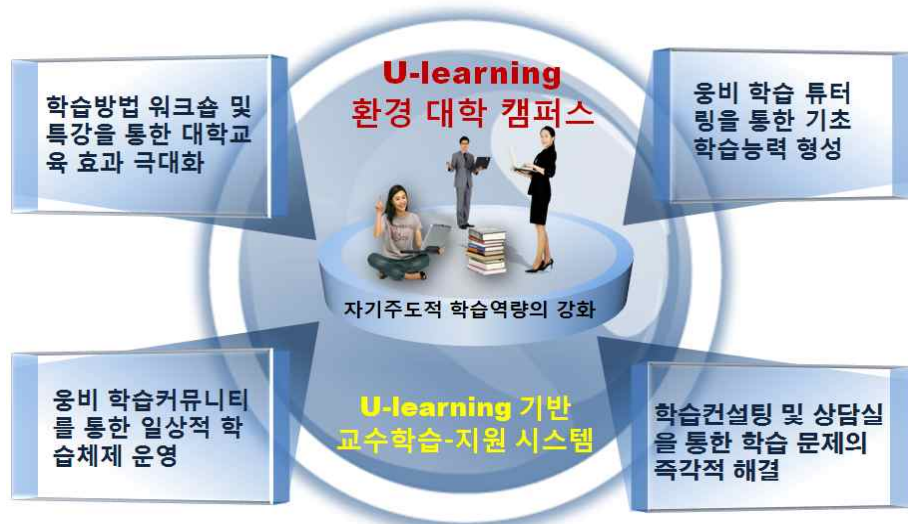 U-learning
환경 대학 캠퍼스
학습방법 워크숍 및
특강을 통한 대학교
육 효과 극대화
웅비 학습 튜터
링을 통한 기초
학습능력 형성
자기주도적 학습역량의 강화
웅비 학습커뮤니티
를 통한 일상적 학
습체제 운영
U-learning 기반
교수학습-지원 시스템
학습컨설팅 및 상담실
을 통한 학습 문제의
즉각적 해결